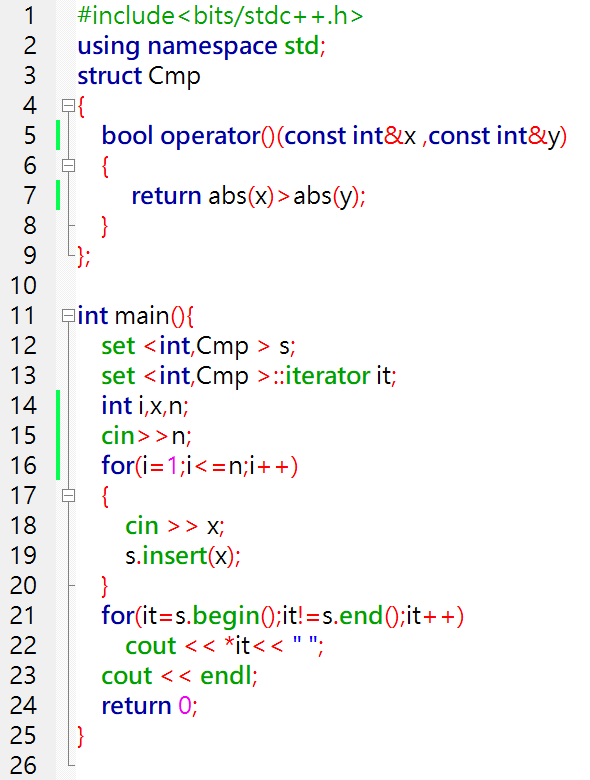 1 #include<bits/stdc++.h>
2 using namespace std;
3 struct Cmp
4 {
5 bool operator()(const int&x ,const int&y)
6 {
7 return abs(x)>abs(y);
8 }
9 };
10
11 int main(){
12 set <int,Cmp > s;
13 set <int,Cmp >::iterator it;
14 int i,x,n;
15 cin>>n;
16 for(i=1;i<=n;i++)
17 {
18 cin >> x;
19 s.insert(x);
20 }
21 for(it=s.begin();it!=s.end();it++)
22 cout << *it<< " ";
23 cout << endl;
24 return 0;
25 }
26